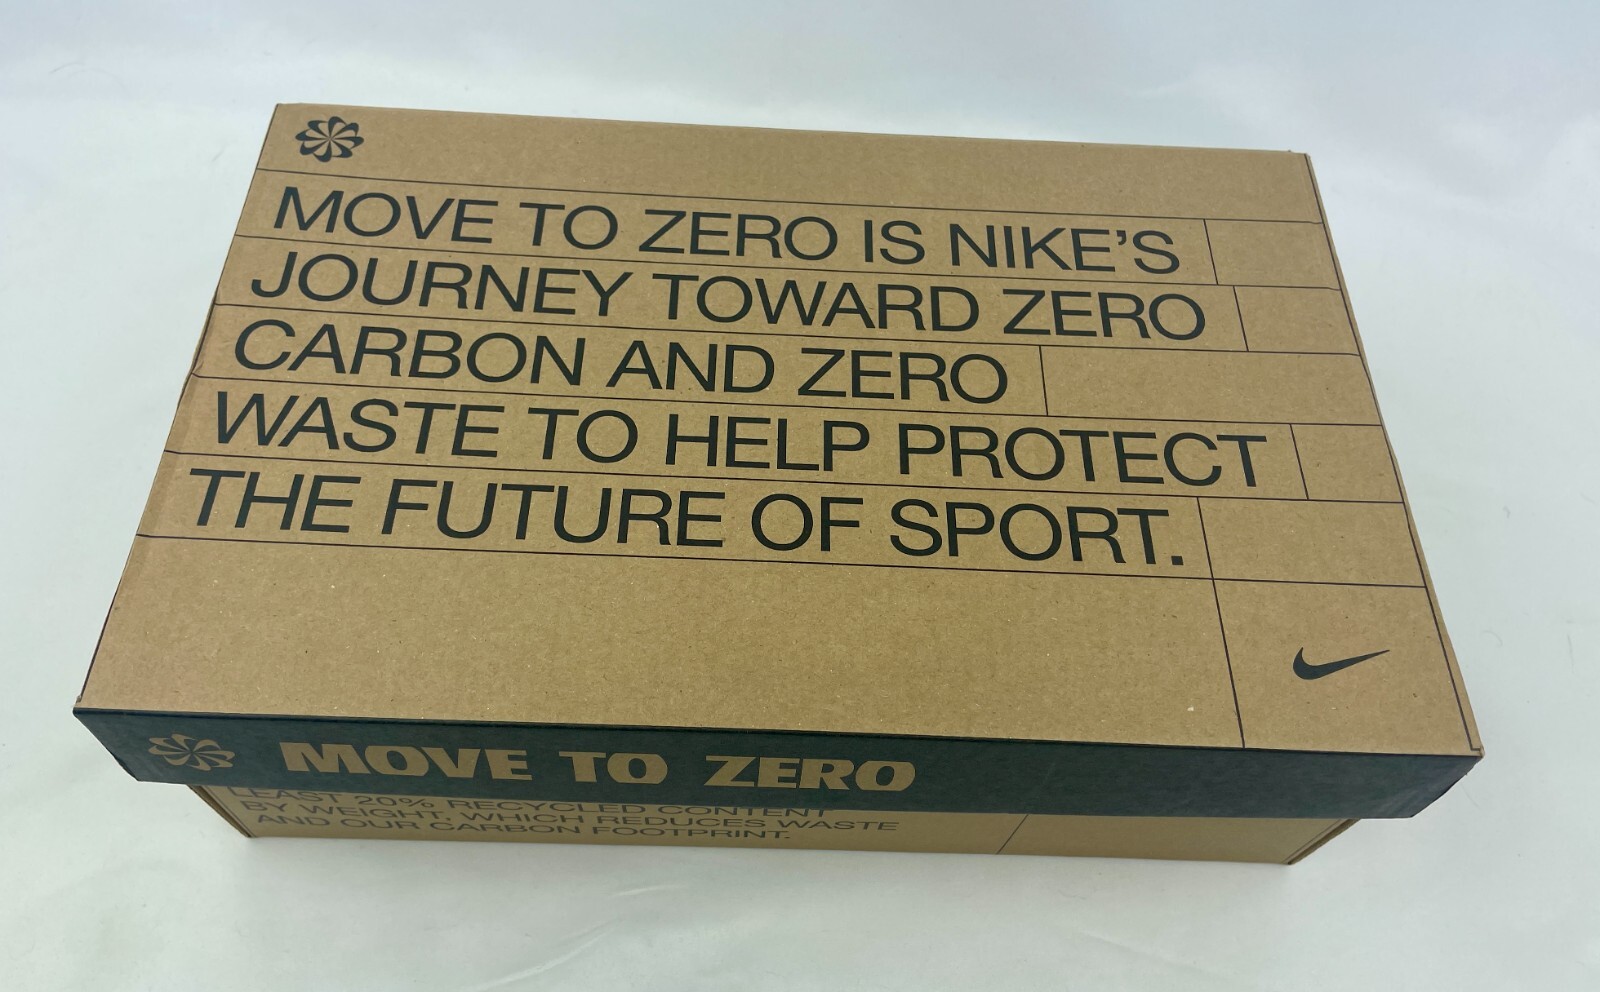 MOVE TO ZERO IS NIKE'S
JOURNEY TOWARD ZERO
CARBON AND ZERO
WASTE TO HELP PROTECT
THE FUTURE OF SPORT.
MOVE TO ZERO
LEAST 20% RECYCLED CONTENT
BY WEIGHT, WHICH REDUCES WASTE
AND OUR CARBON FOOTPRINT.